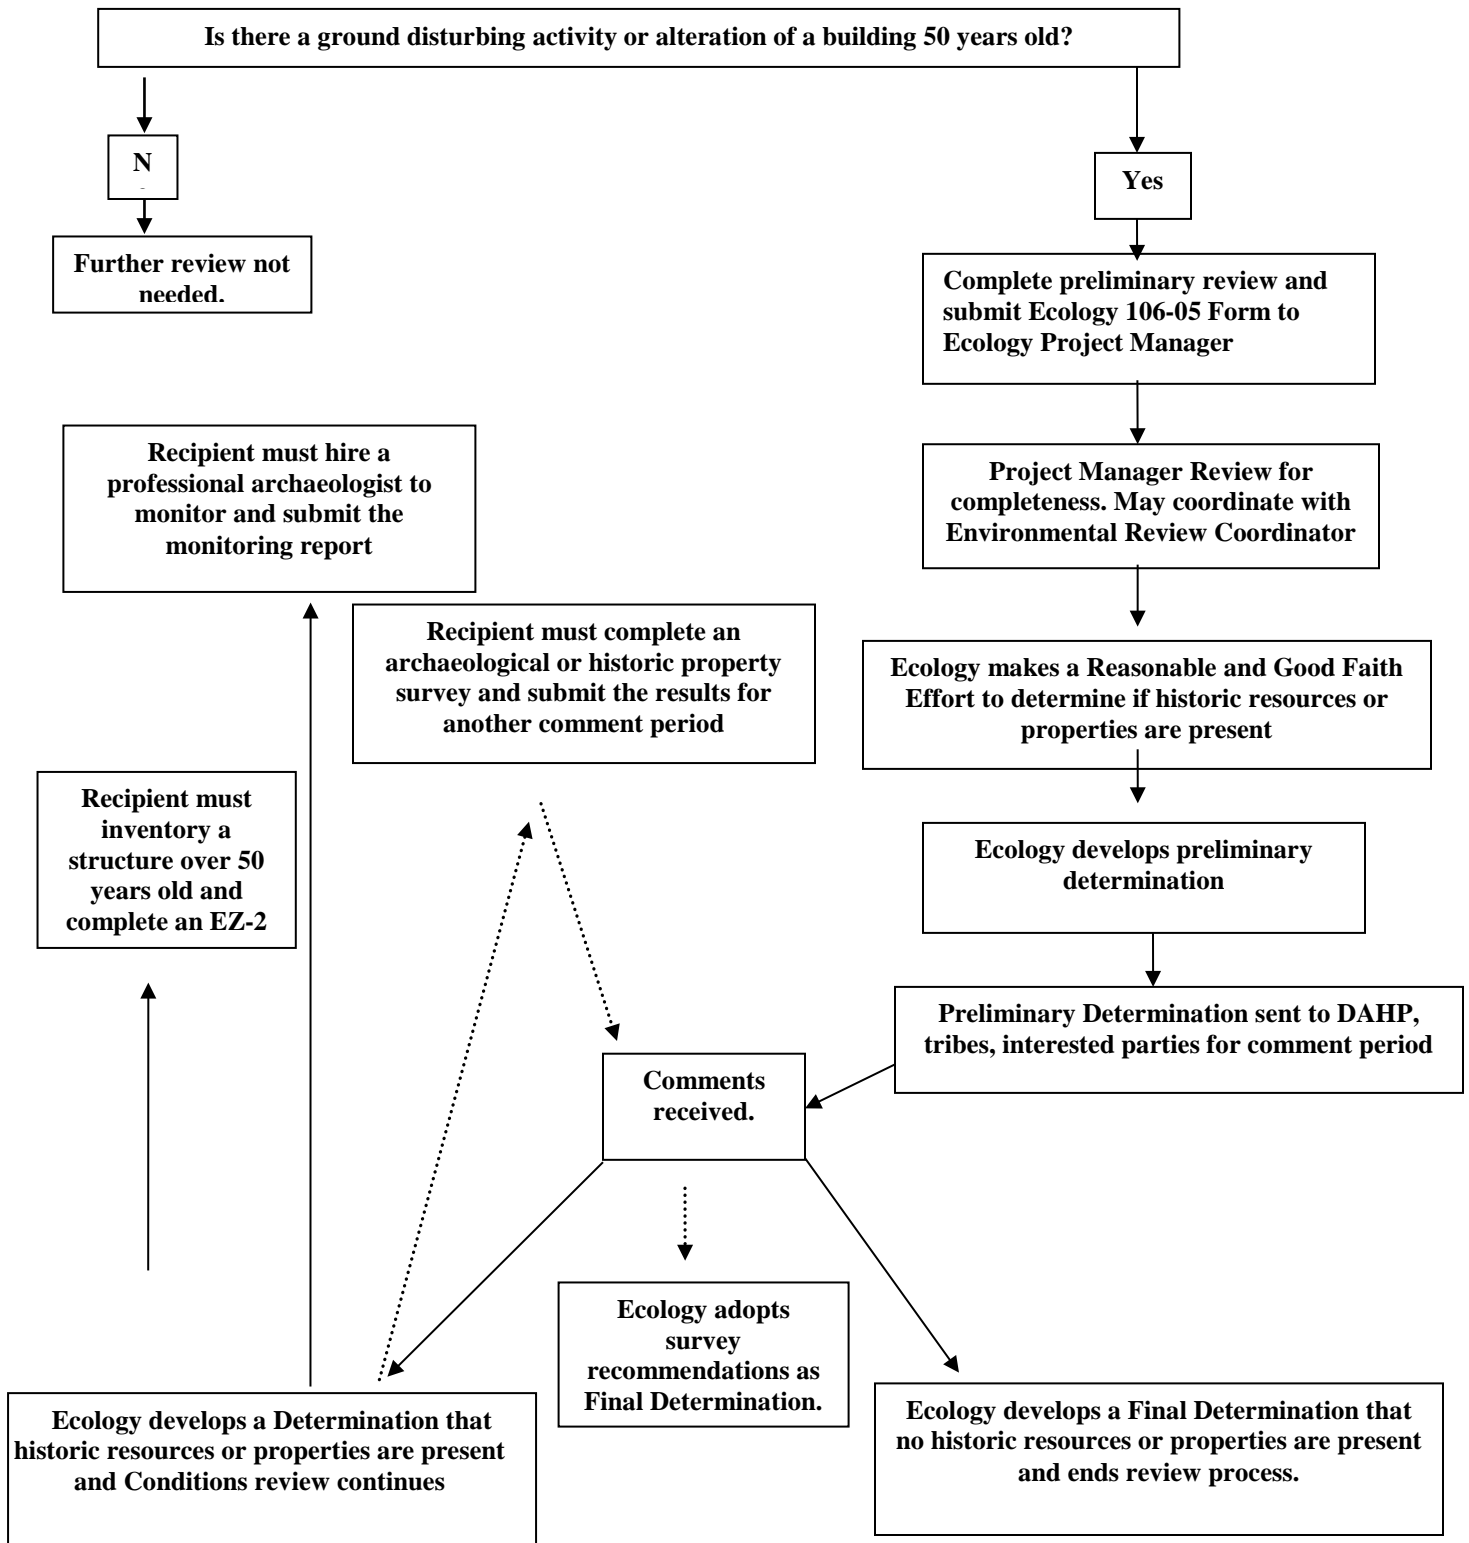 Is there a ground disturbing activity or alteration of a building 50 years old?
N
Yes
Further review not
needed.
Complete preliminary review and
submit Ecology 106-05 Form to
Ecology Project Manager
Recipient must hire a
professional archaeologist to
monitor and submit the
monitoring report
Project Manager Review for
completeness. May coordinate with
Environmental Review Coordinator
Recipient must complete an
archaeological or historic property
survey and submit the results for
another comment period
Ecology makes a Reasonable and Good Faith
Effort to determine if historic resources or
properties are present
Recipient must
inventory a
structure over 50
years old and
complete an EZ-2
Ecology develops preliminary
determination
Preliminary Determination sent to DAHP,
tribes, interested parties for comment period
Comments
received.
Ecology adopts
survey
recommendations as
Final Determination.
Ecology develops a Determination that
historic resources or properties are present
and Conditions review continues
Ecology develops a Final Determination that
no historic resources or properties are present
and ends review process.